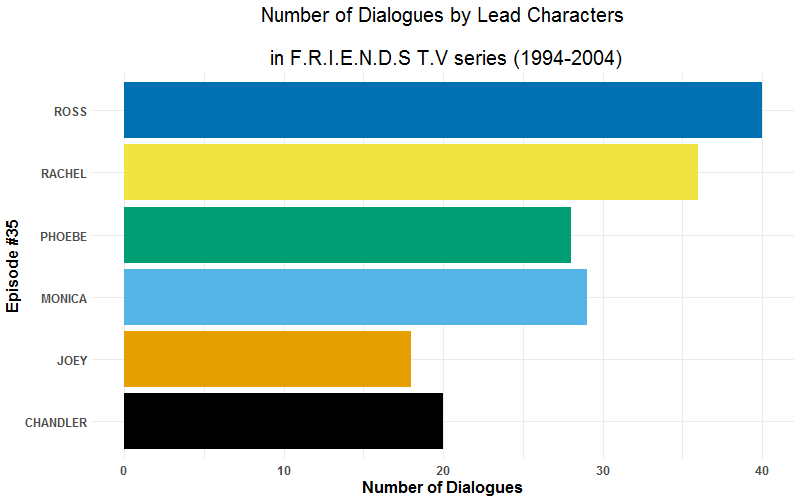 Number of Dialogues by Lead Characters
in F.R.I.E.N.D.S T.V series (1994-2004)
Episode #35
ROSS
RACHEL
PHOEBE
MONICA
JOEY
CHANDLER
0 10 20 30 40
Number of Dialogues